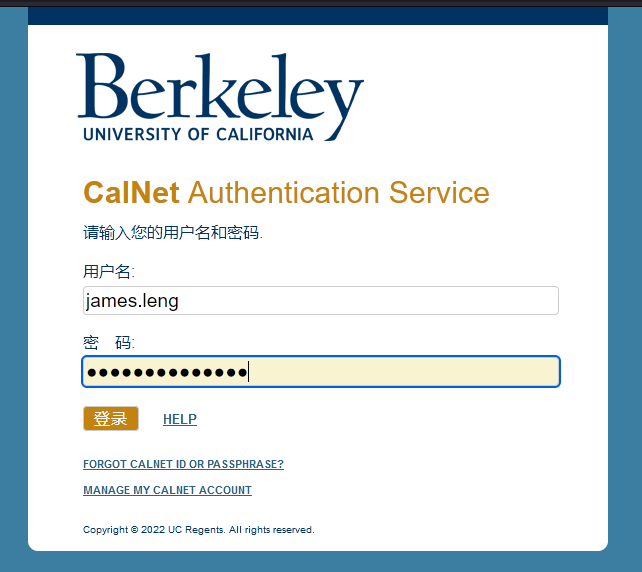 Berkeley
UNIVERSITY OF CALIFORNIA
CalNet Authentication Service
请输入您的用户名和密码.
用户名:
james.leng
密　码:
••••••••••••••
登录 HELP
FORGOT CALNET ID OR PASSPHRASE?
MANAGE MY CALNET ACCOUNT
Copyright © 2022 UC Regents. All rights reserved.